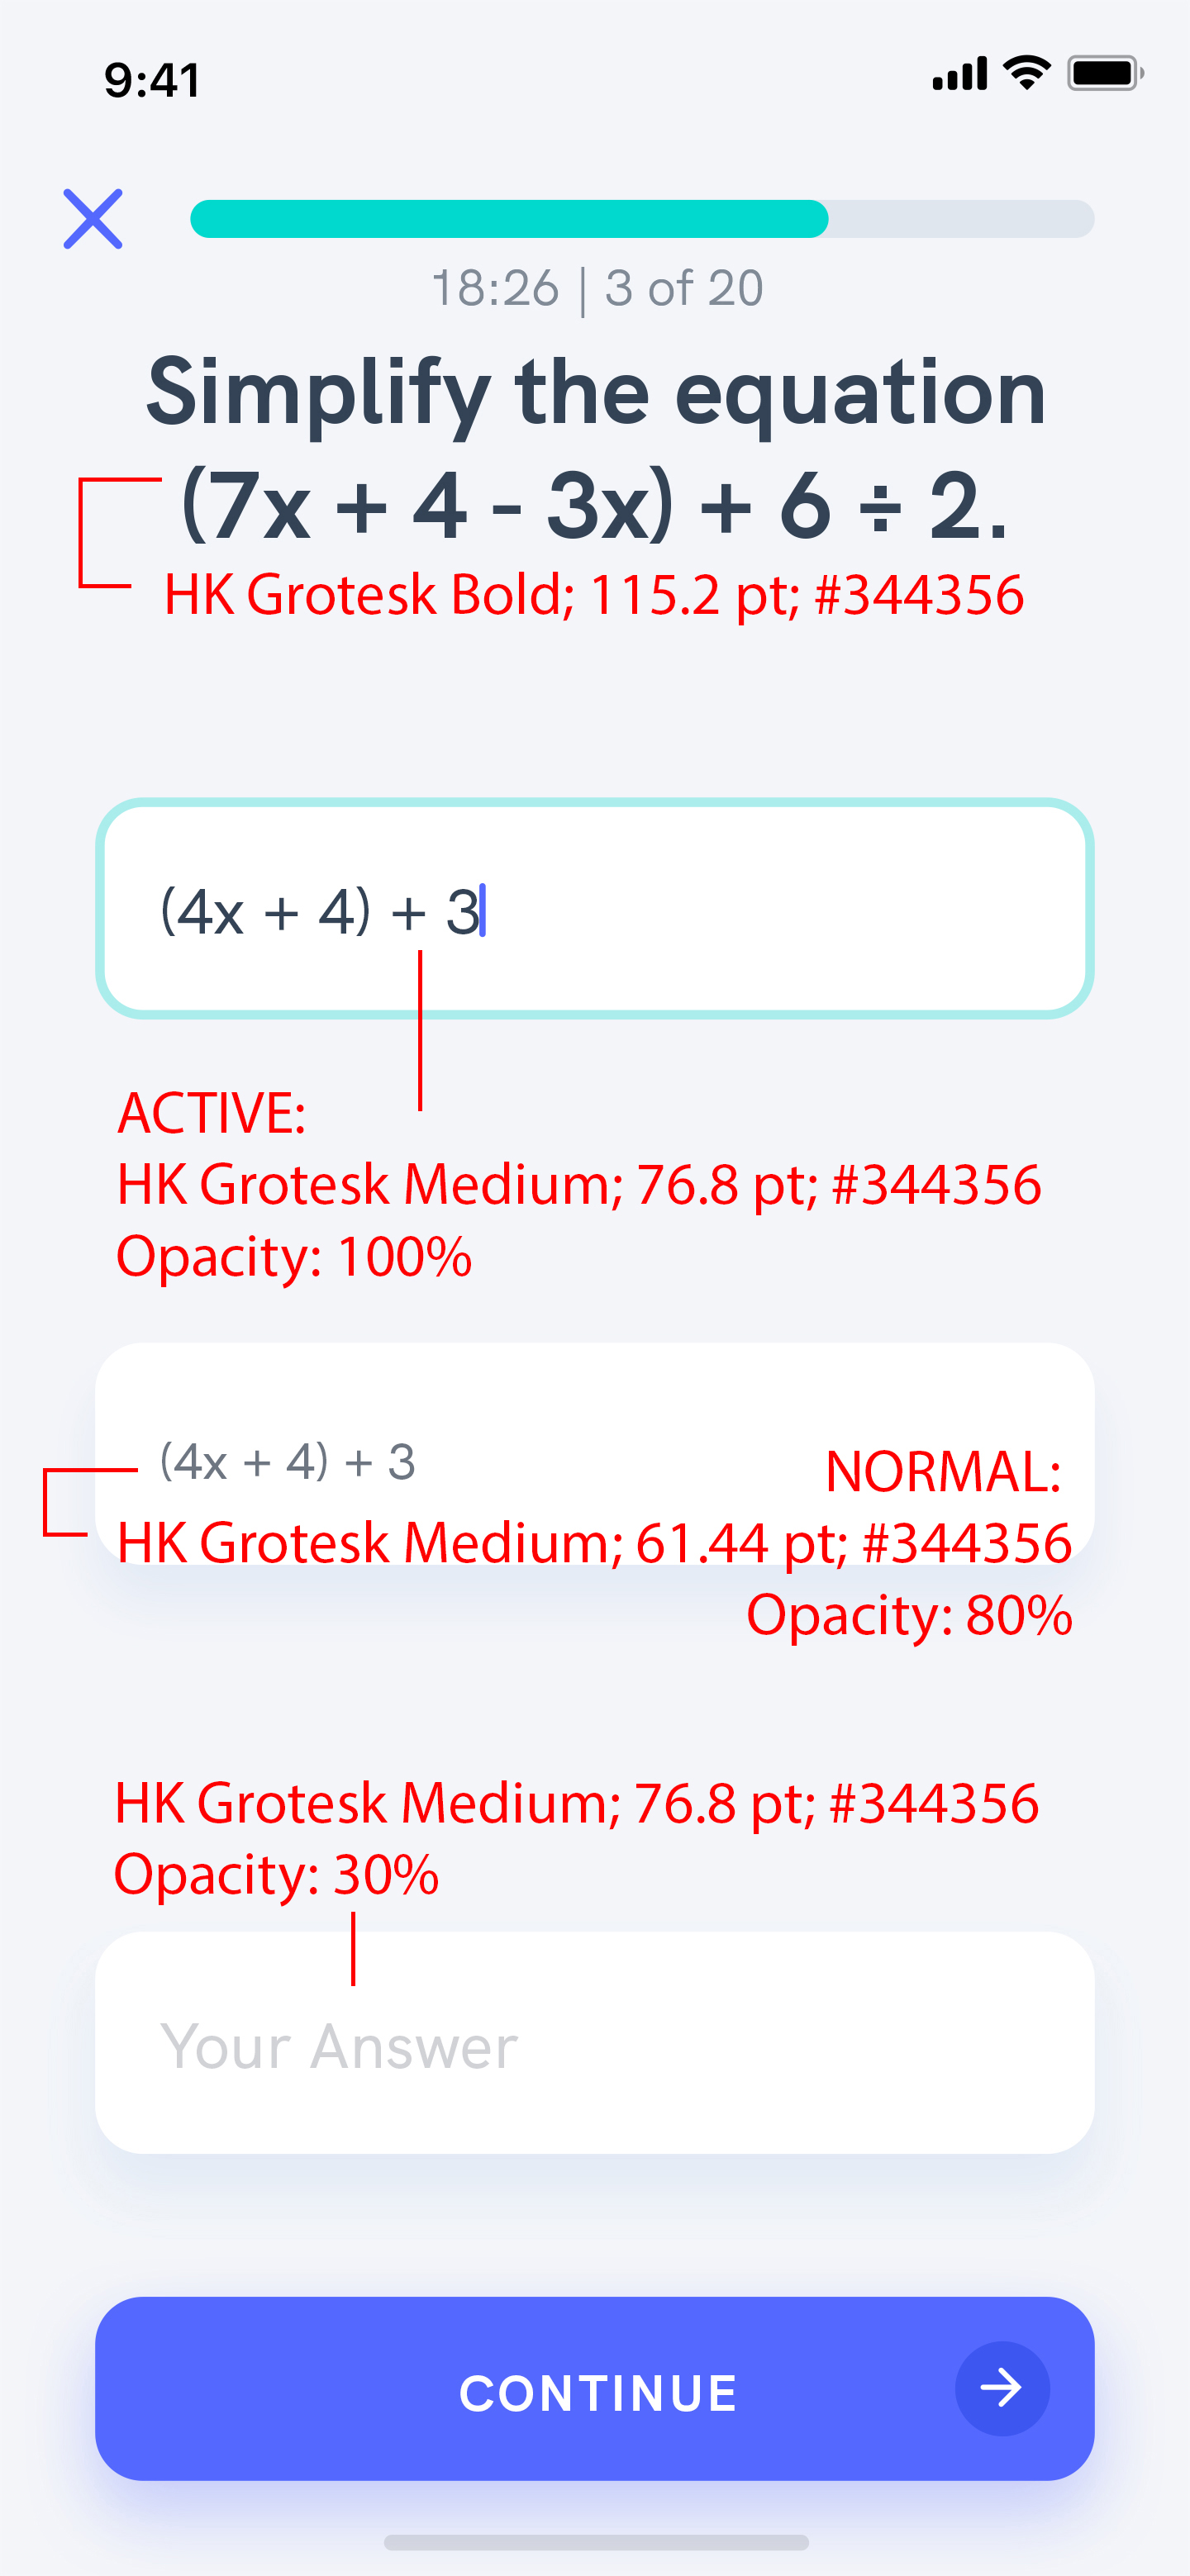 9:41
18:26 | 3 of 20
Simplify the equation
(7x + 4 - 3x) + 6 ÷ 2.
HK Grotesk Bold; 115.2 pt; #344356
(4x + 4) + 3
ACTIVE:
HK Grotesk Medium; 76.8 pt; #344356
Opacity: 100%
(4x + 4) + 3
NORMAL:
HK Grotesk Medium; 61.44 pt; #344356
Opacity: 80%
HK Grotesk Medium; 76.8 pt; #344356
Opacity: 30%
Your Answer
CONTINUE